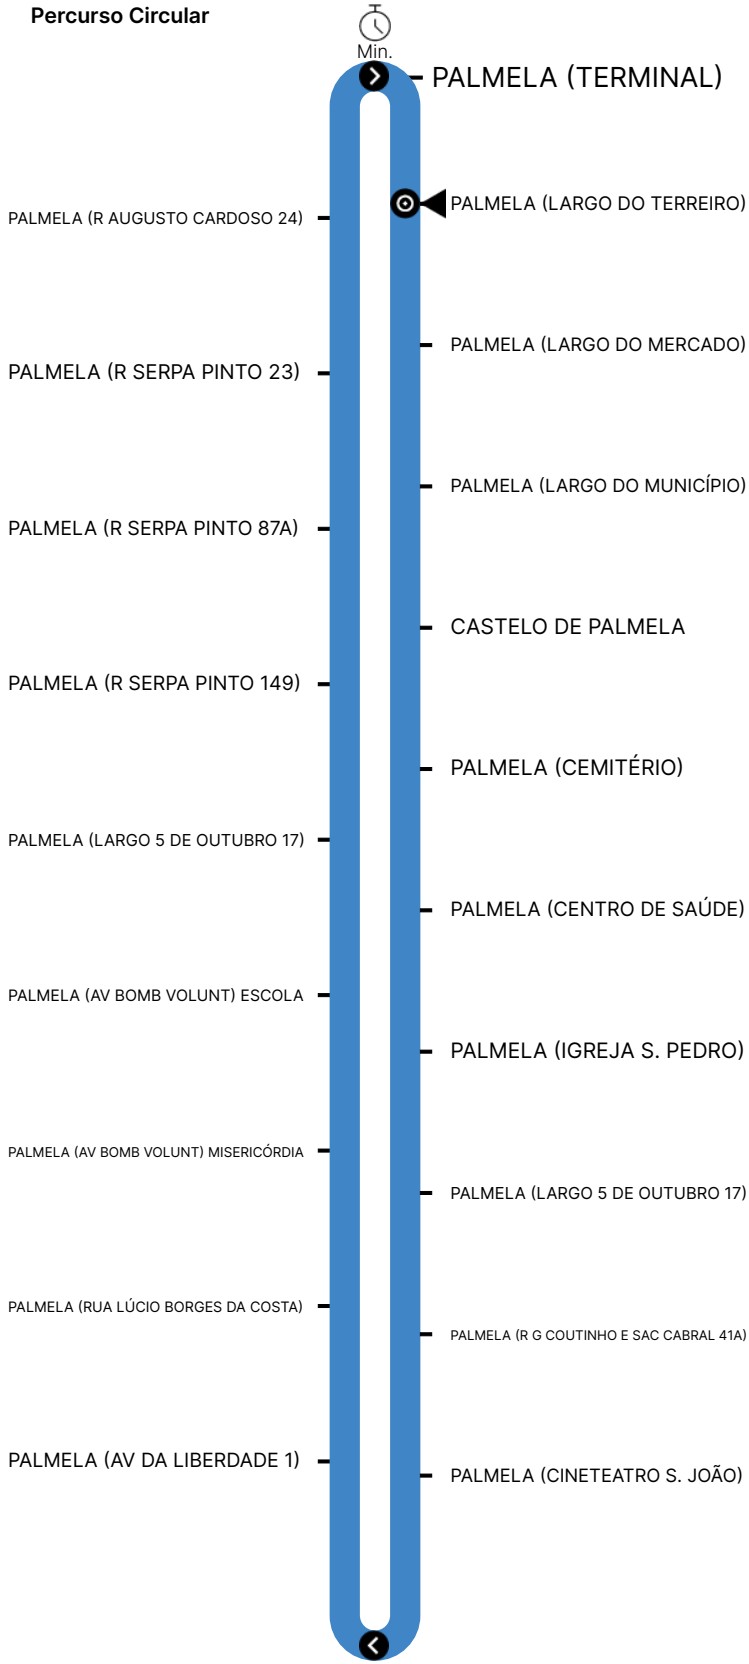 Percurso Circular
Min.
PALMELA (TERMINAL)
PALMELA (LARGO DO TERREIRO)
PALMELA (LARGO DO MERCADO)
PALMELA (LARGO DO MUNICÍPIO)
CASTELO DE PALMELA
PALMELA (CEMITÉRIO)
PALMELA (CENTRO DE SAÚDE)
PALMELA (IGREJA S. PEDRO)
PALMELA (LARGO 5 DE OUTUBRO 17)
PALMELA (R G COUTINHO E SAC CABRAL 41A)
PALMELA (CINETEATRO S. JOÃO)
PALMELA (R AUGUSTO CARDOSO 24)
PALMELA (R SERPA PINTO 23)
PALMELA (R SERPA PINTO 87A)
PALMELA (R SERPA PINTO 149)
PALMELA (LARGO 5 DE OUTUBRO 17)
PALMELA (AV BOMB VOLUNT) ESCOLA
PALMELA (AV BOMB VOLUNT) MISERICÓRDIA
PALMELA (RUA LÚCIO BORGES DA COSTA)
PALMELA (AV DA LIBERDADE 1)